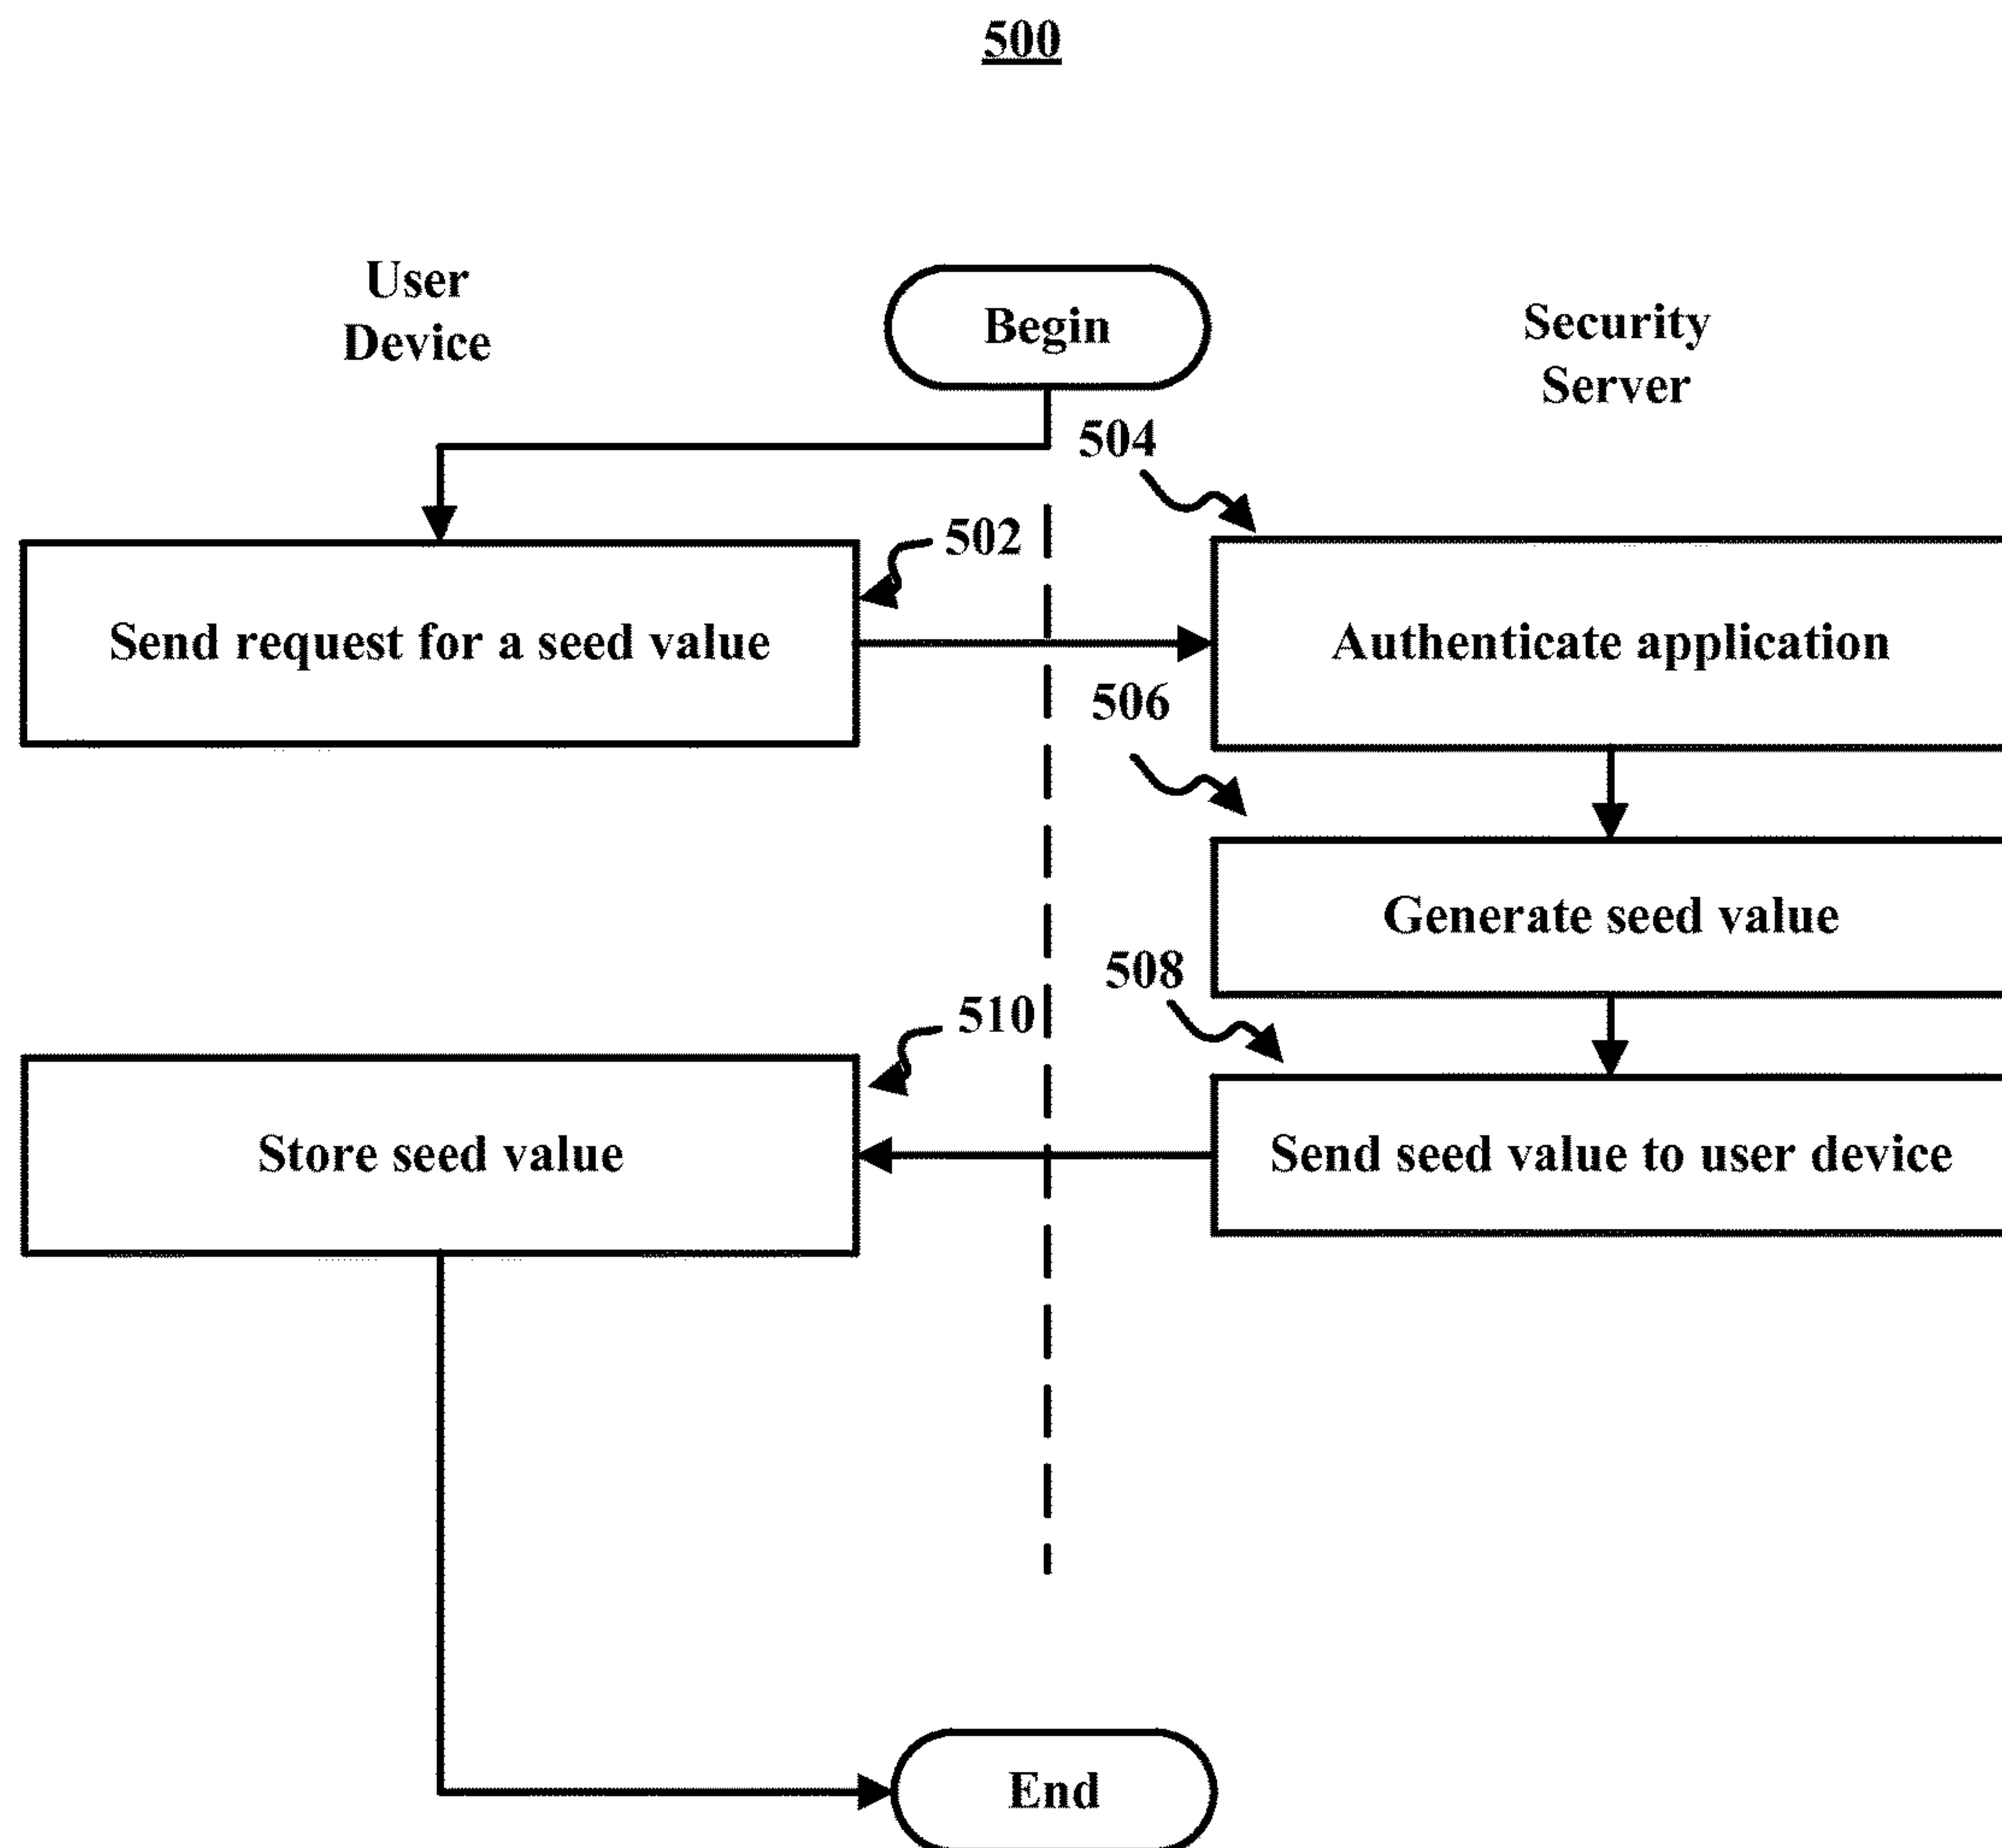 500
User
Device
Begin
Security
Server
504
502
Send request for a seed value
Authenticate application
506
Generate seed value
508
510
Store seed value
Send seed value to user device
End